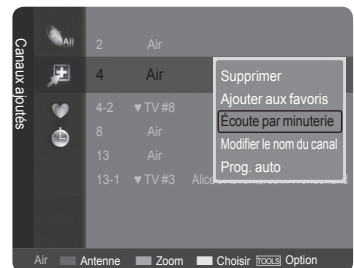 Canaux ajoutés
All
2 Air
4 Air
4-2 ♥ TV #8
8 Air
13 Air
13-1 ♥ TV #3 Alice
Supprimer
Ajouter aux favoris
Écoute par minuterie
Modifier le nom du canal
Prog. auto
Air Antenne Zoom Choisir TOOLS Option